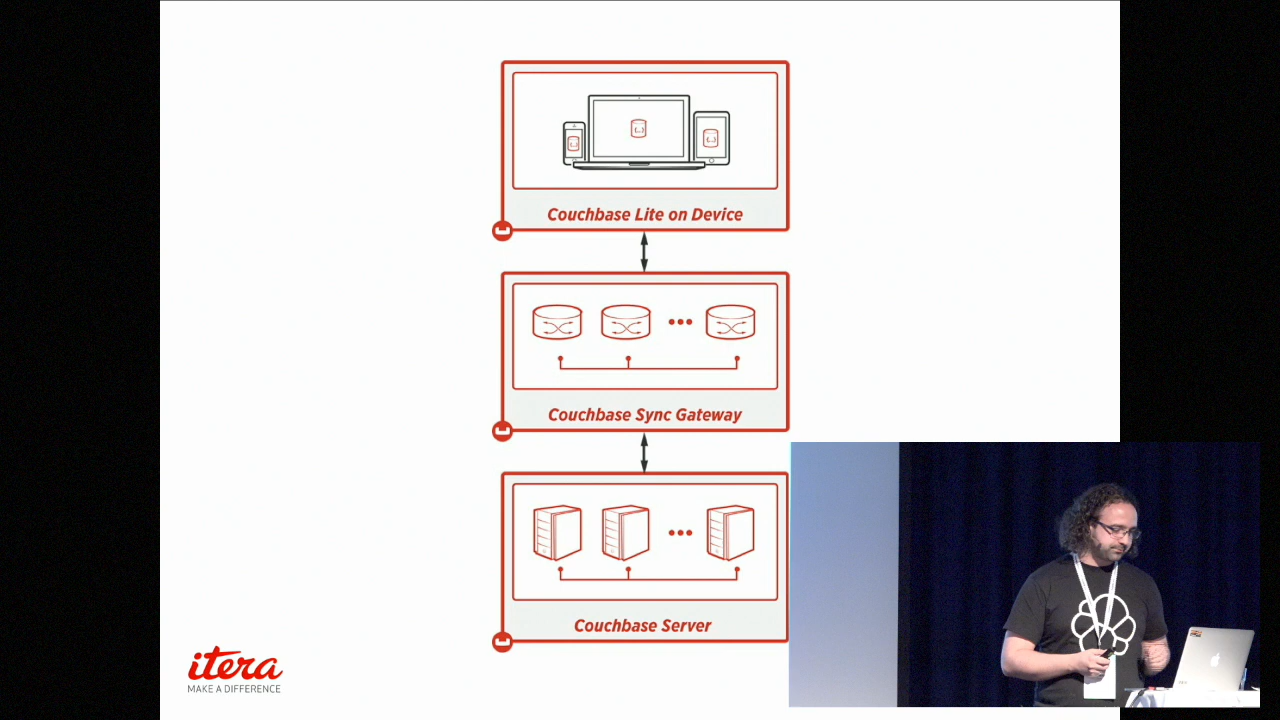 Couchbase Lite on Device
Couchbase Sync Gateway
Couchbase Server
itera
MAKE A DIFFERENCE